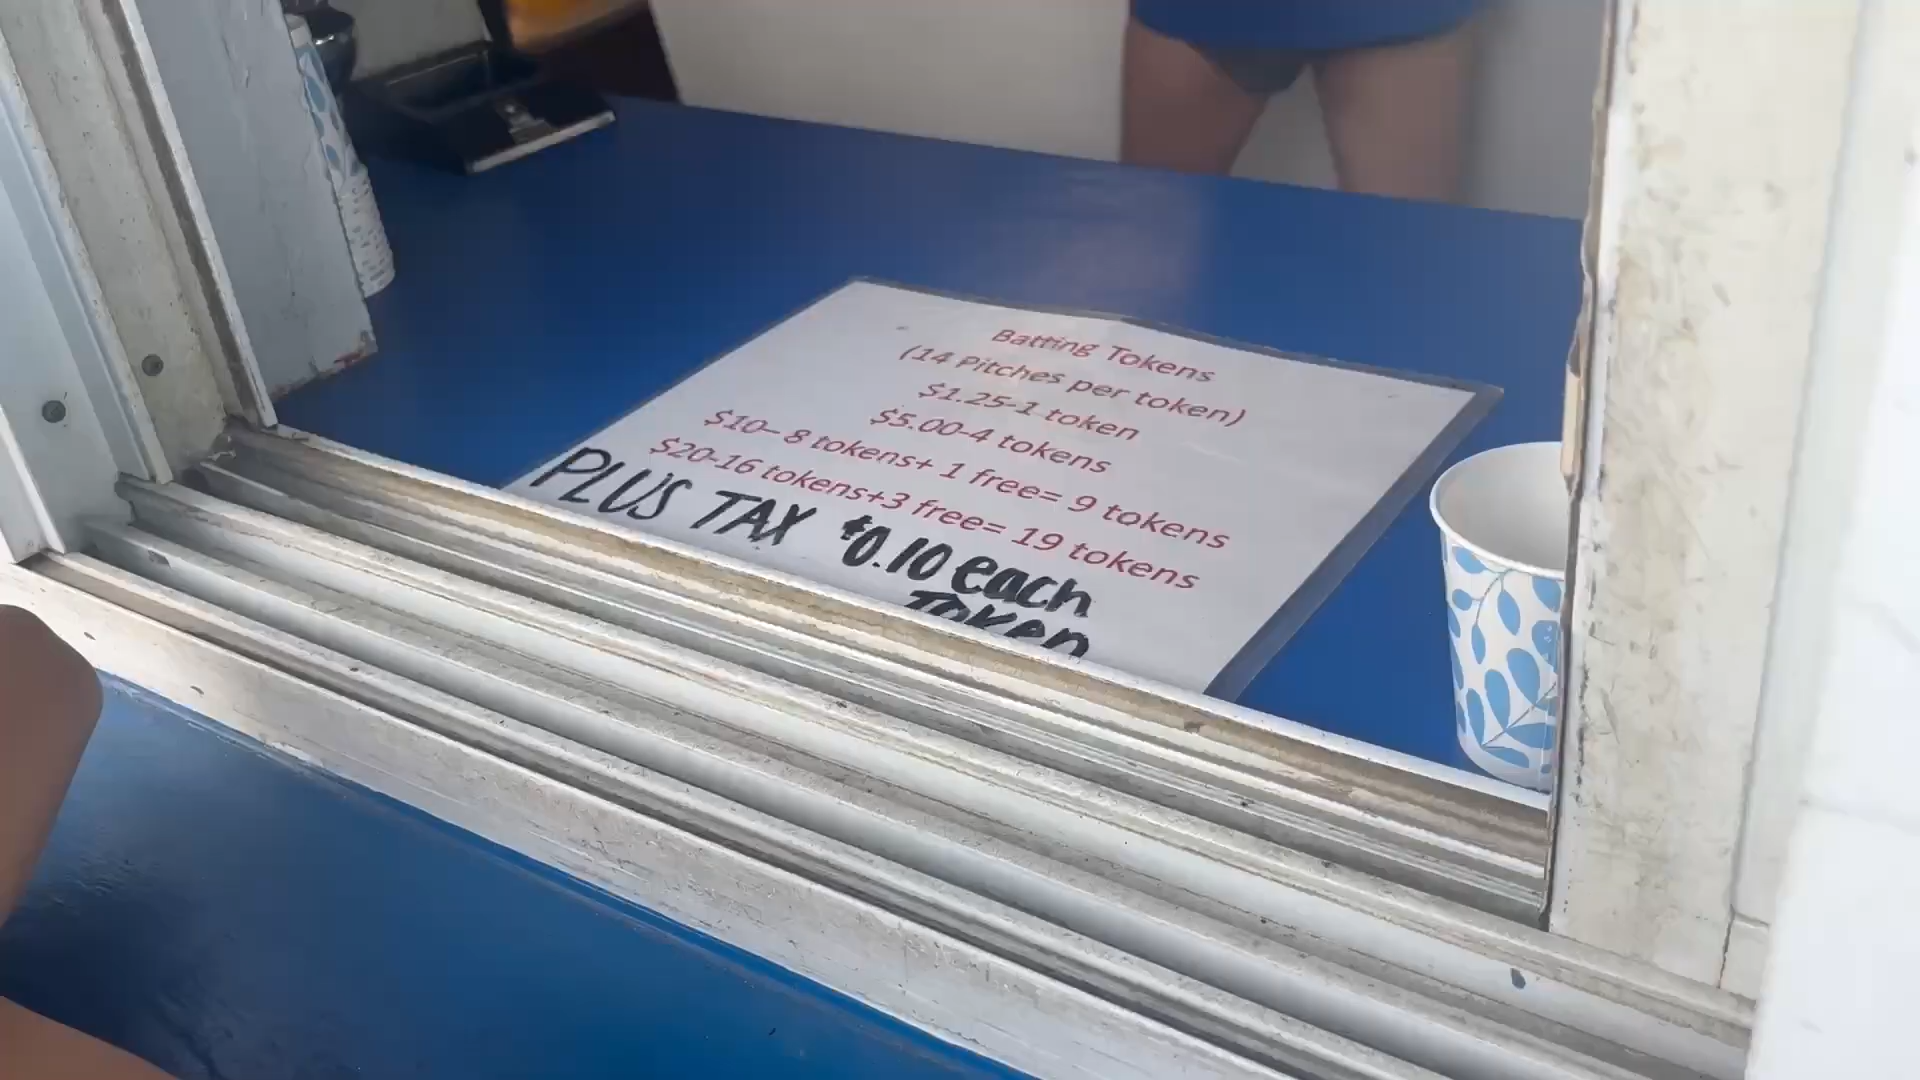 Batting Tokens
(14 Pitches per token)
$1.25-1 token
$5.00-4 tokens
$10– 8 tokens+ 1 free= 9 tokens
$20-16 tokens+3 free= 19 tokens
PLUS TAX $0.10 each
TOKEN